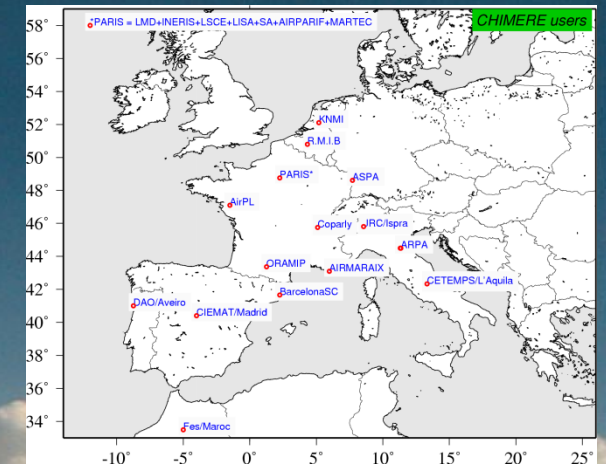 58°
*PARIS = LMD+INERIS+LSCE+LISA+SA+AIRPARIF+MARTEC
CHIMERE users
56°
54°
52°
KNMI
R.M.I.B
50°
PARIS*
ASPA
48°
AirPL
46°
Coparly
JRC/Ispra
ARPA
44°
ORAMIP
AIRMARAIX
CETEMPS/L'Aquila
42°
BarcelonaSC
DAO/Aveiro
CIEMAT/Madrid
40°
38°
36°
34°
Fes/Maroc
-10° -5° 0° 5° 10° 15° 20° 25°